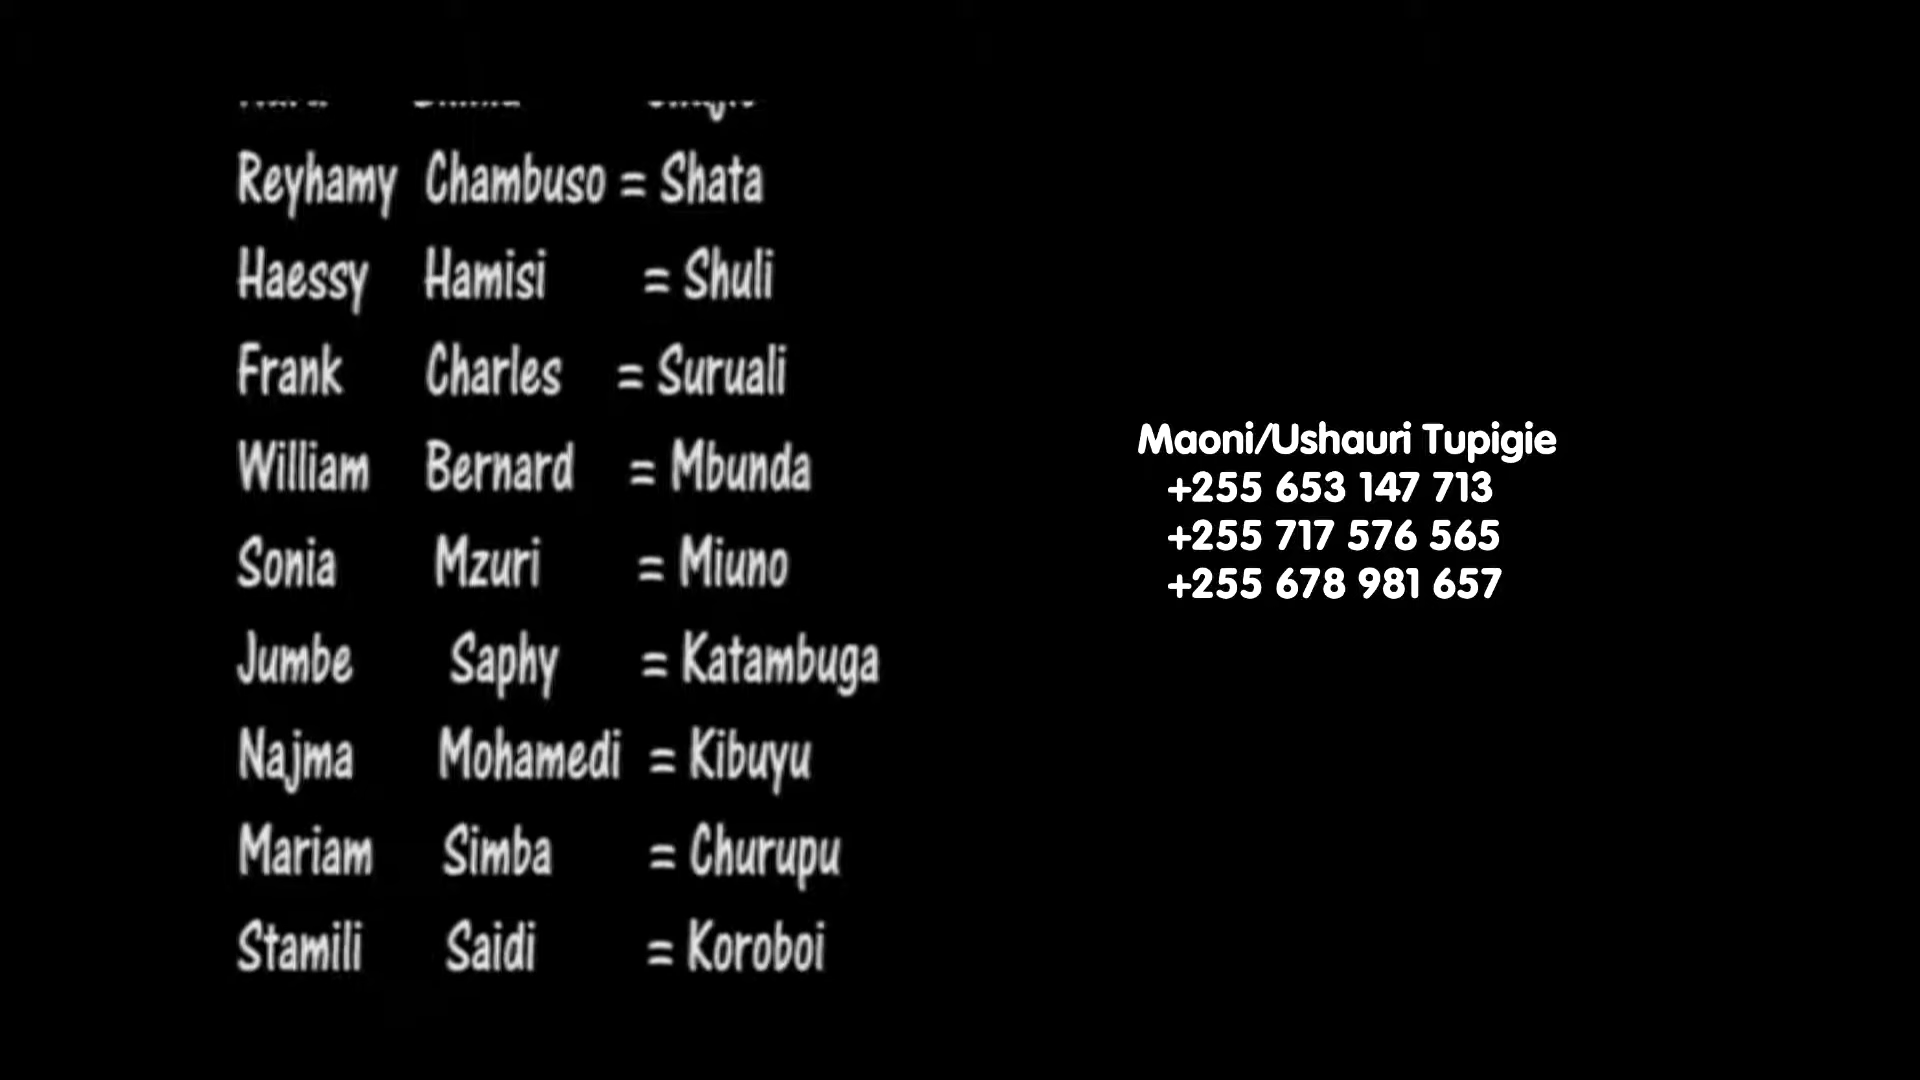 Reyhamy Chambuso = Shata
Haessy Hamisi = Shuli
Frank Charles = Suruali
William Bernard = Mbunda
Sonia Mzuri = Miuno
Jumbe Saphy = Katambuga
Najma Mohamedi = Kibuyu
Mariam Simba = Churupu
Stamili Saidi = Koroboi
Maoni/Ushauri Tupigie
+255 653 147 713
+255 717 576 565
+255 678 981 657